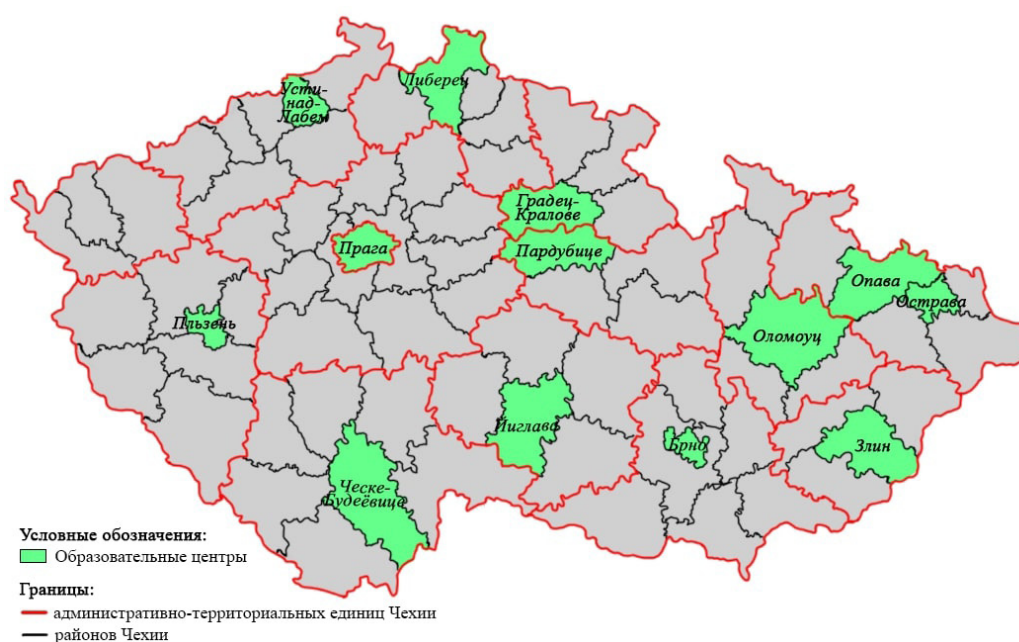 Либерец
Усти-
над-
Лабем
Градец-
Кралове
Прага
Пардубице
Опава
Острава
Пльзень
Оломоуц
Йиглава
Брно
Злин
Ческе-
Будеёвице
Условные обозначения:
Образовательные центры
Границы:
административно-территориальных единиц Чехии
районов Чехии